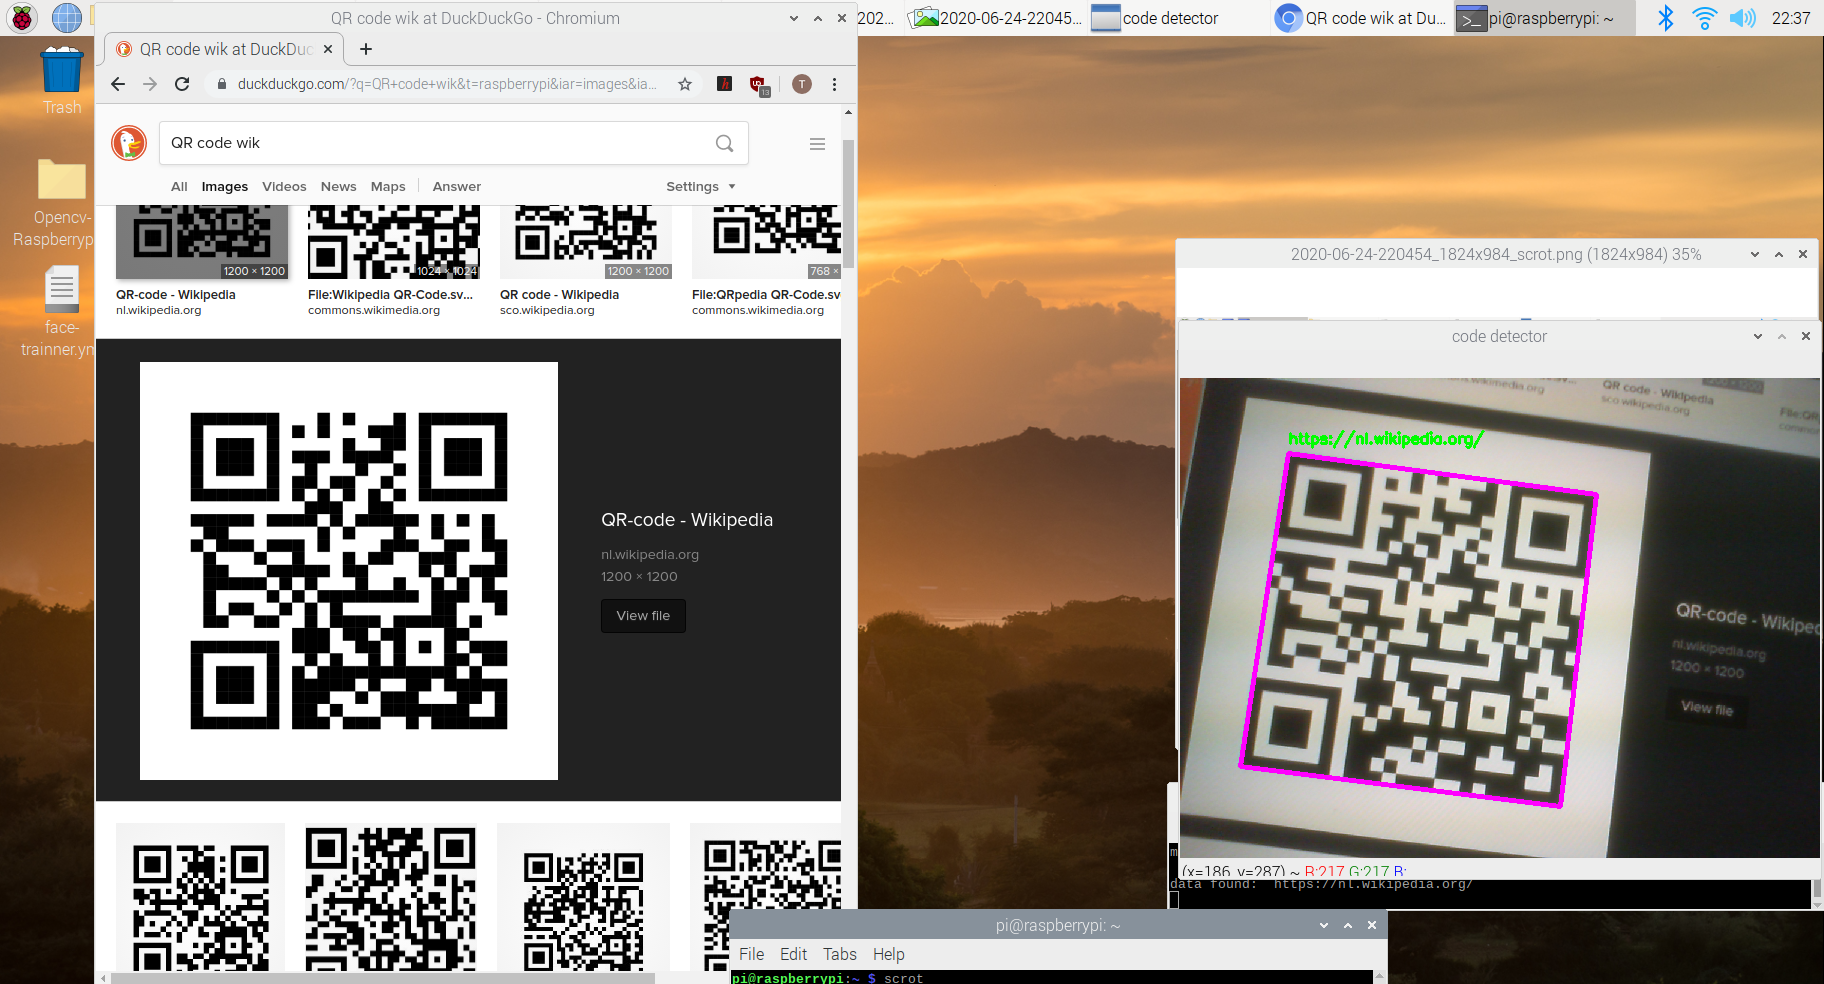 QR code wik at DuckDuckGo - Chromium
202...
2020-06-24-22045...
code detector
QR code wik at Du...
pi@raspberrypi: ~
22:37
QR code wik at DuckDuc
duckduckgo.com/?q=QR+code+wik&t=raspberrypi&iar=images&ia...
13
T
Trash
Opencv-
Raspberryp
face-
trainner.ym
QR code wik
All Images Videos News Maps Answer Settings
1200 × 1200
1024 × 1024
1200 × 1200
768 ×
QR-code - Wikipedia
nl.wikipedia.org
File:Wikipedia QR-Code.sv...
commons.wikimedia.org
QR code - Wikipedia
sco.wikipedia.org
File:QRpedia QR-Code.sv
commons.wikimedia.org
QR-code - Wikipedia
nl.wikipedia.org
1200 × 1200
View file
2020-06-24-220454_1824x984_scrot.png (1824x984) 35%
code detector
QR code - Wikipedia
sco.wikipedia.org
File:QR
https://nl.wikipedia.org/
QR-code - Wikiped
nl.wikipedia.org
1200 × 1200
View file
(x=186, y=287) ~ R:217 G:217 B:
data found:  https://nl.wikipedia.org/
pi@raspberrypi: ~
File Edit Tabs Help
pi@raspberrypi:~ $ scrot